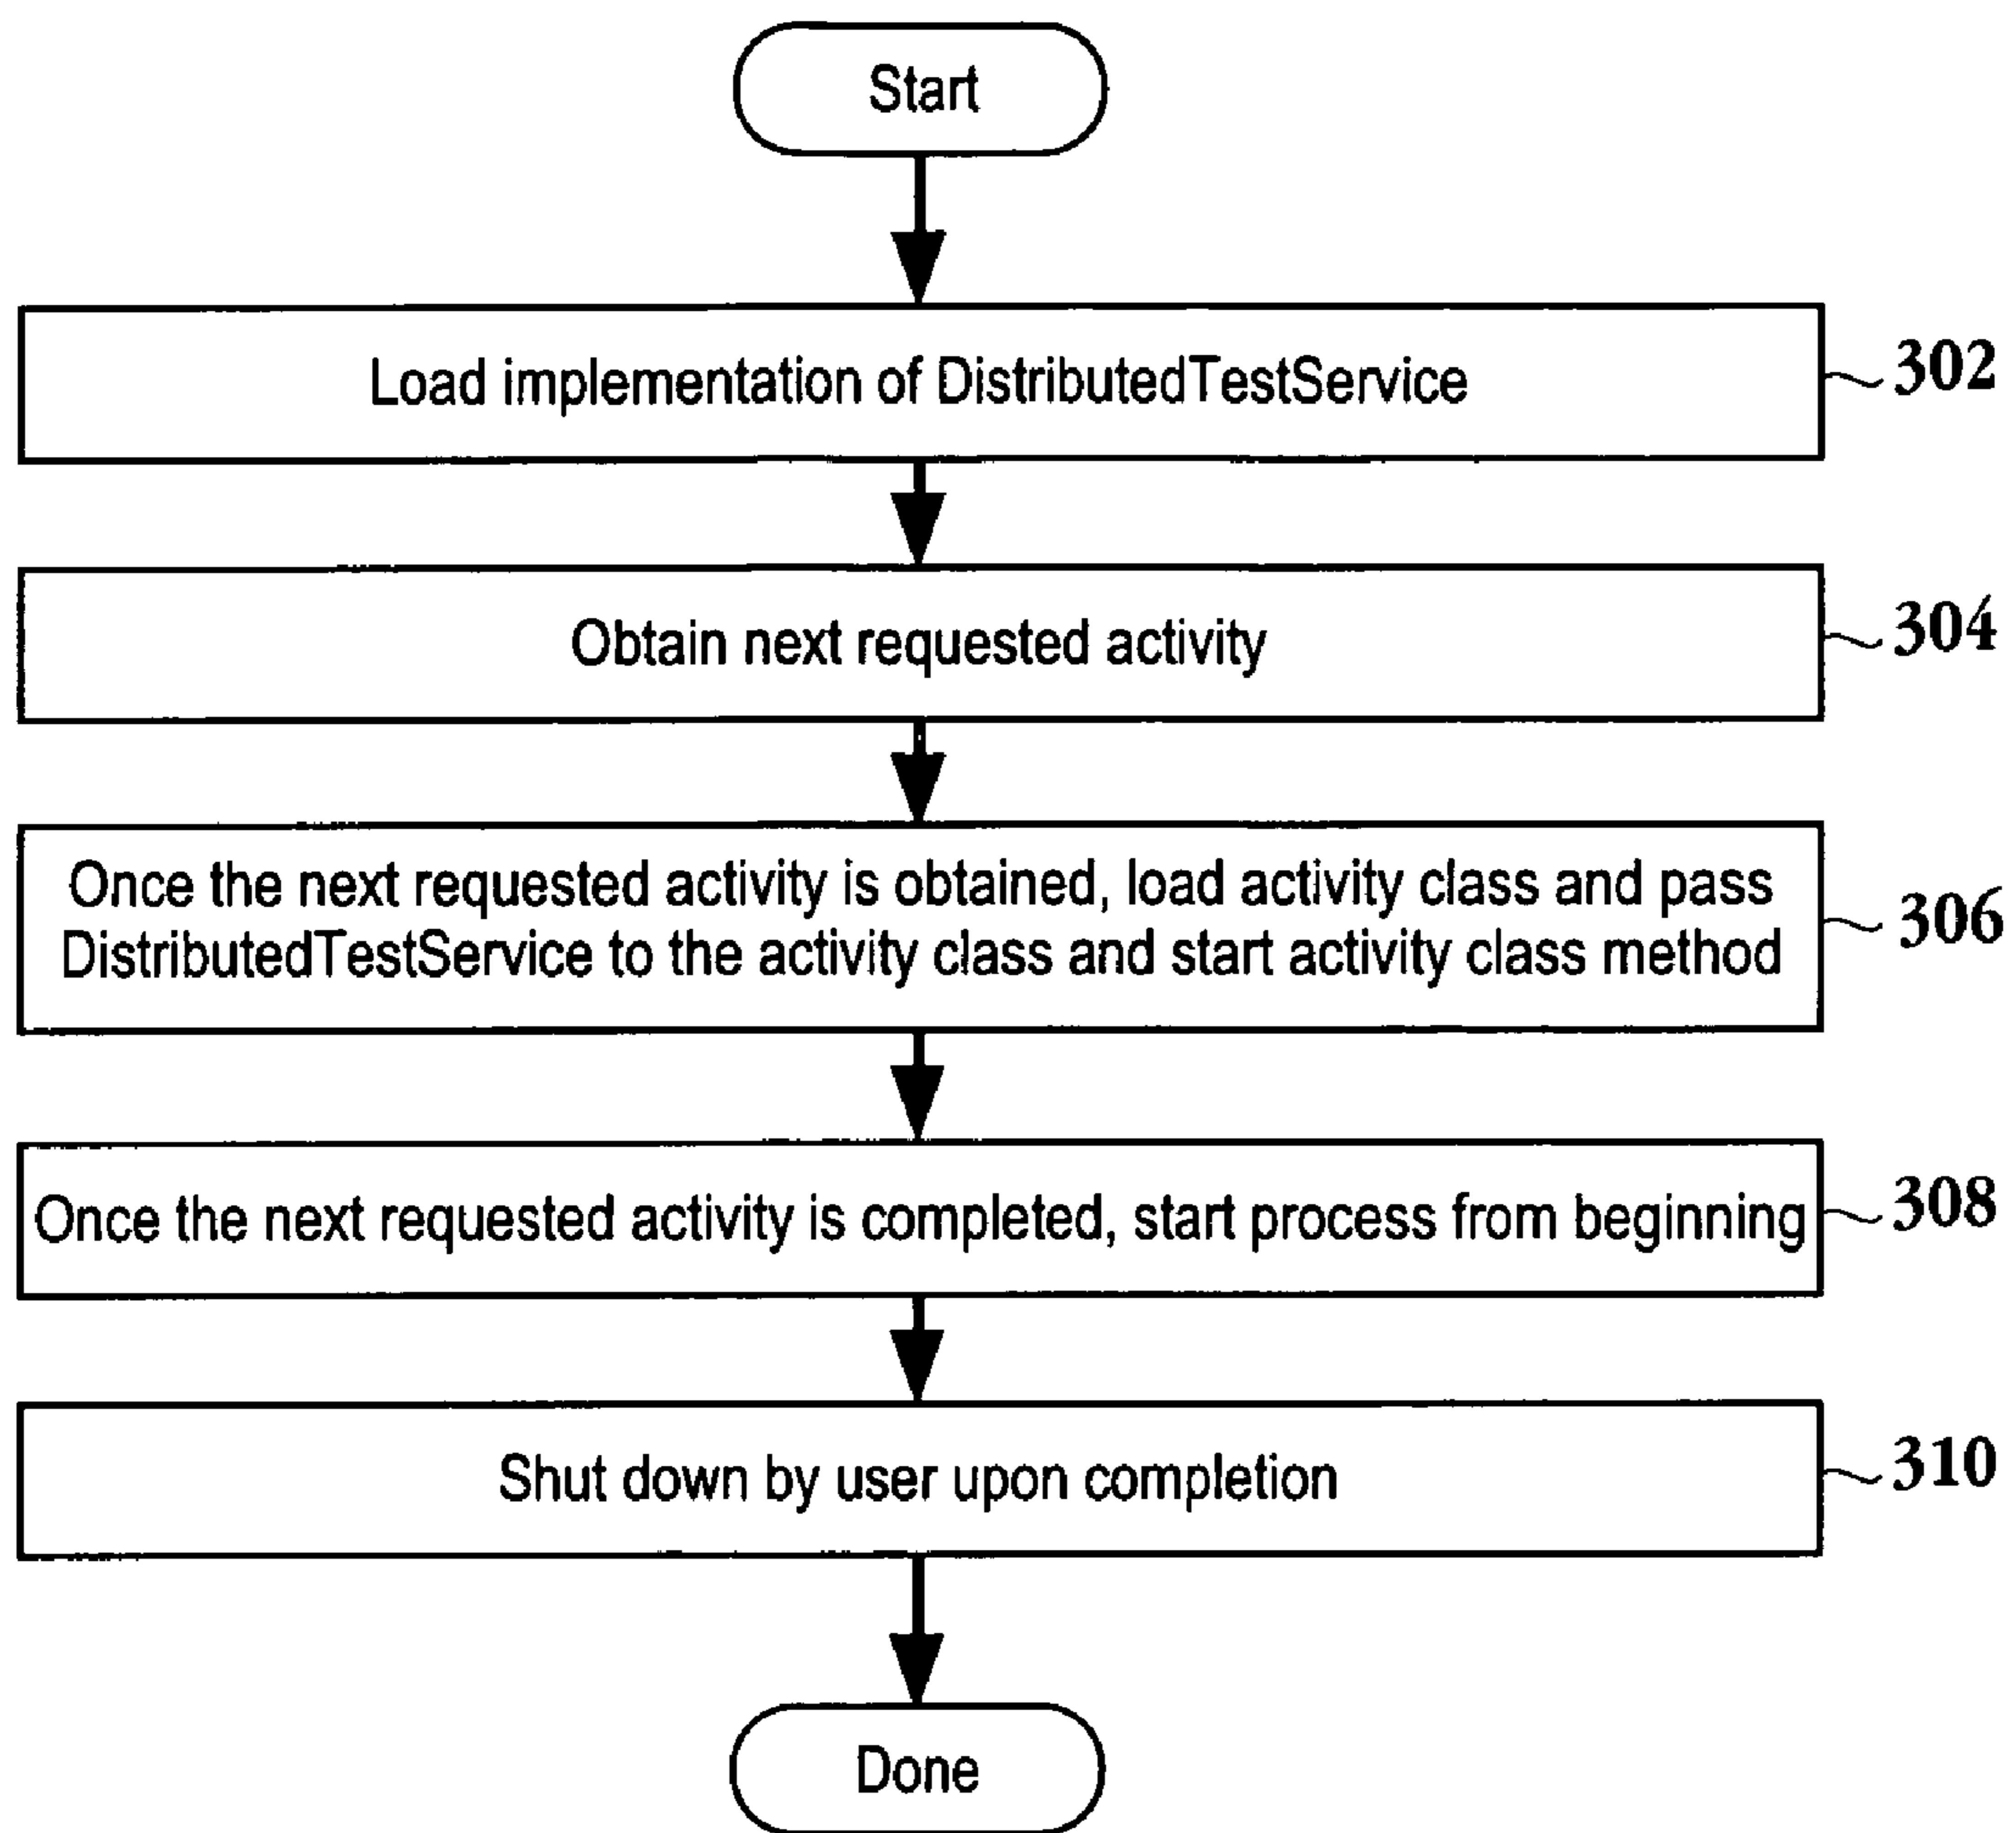 Start
Load implementation of DistributedTestService
302
Obtain next requested activity
304
Once the next requested activity is obtained, load activity class and pass
DistributedTestService to the activity class and start activity class method
306
Once the next requested activity is completed, start process from beginning
308
Shut down by user upon completion
310
Done